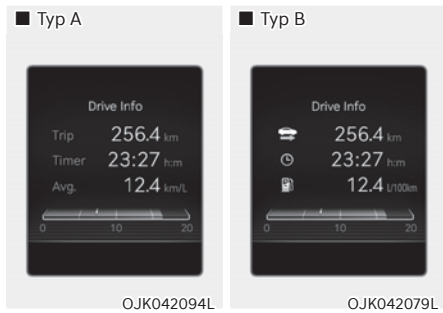 ■ Typ A
Drive Info
Trip 256.4 km
Timer 23:27 h:m
Avg. 12.4 km/L
0 10 20
OJK042094L
■ Typ B
Drive Info
256.4 km
23:27 h:m
12.4 l/100km
0 10 20
OJK042079L